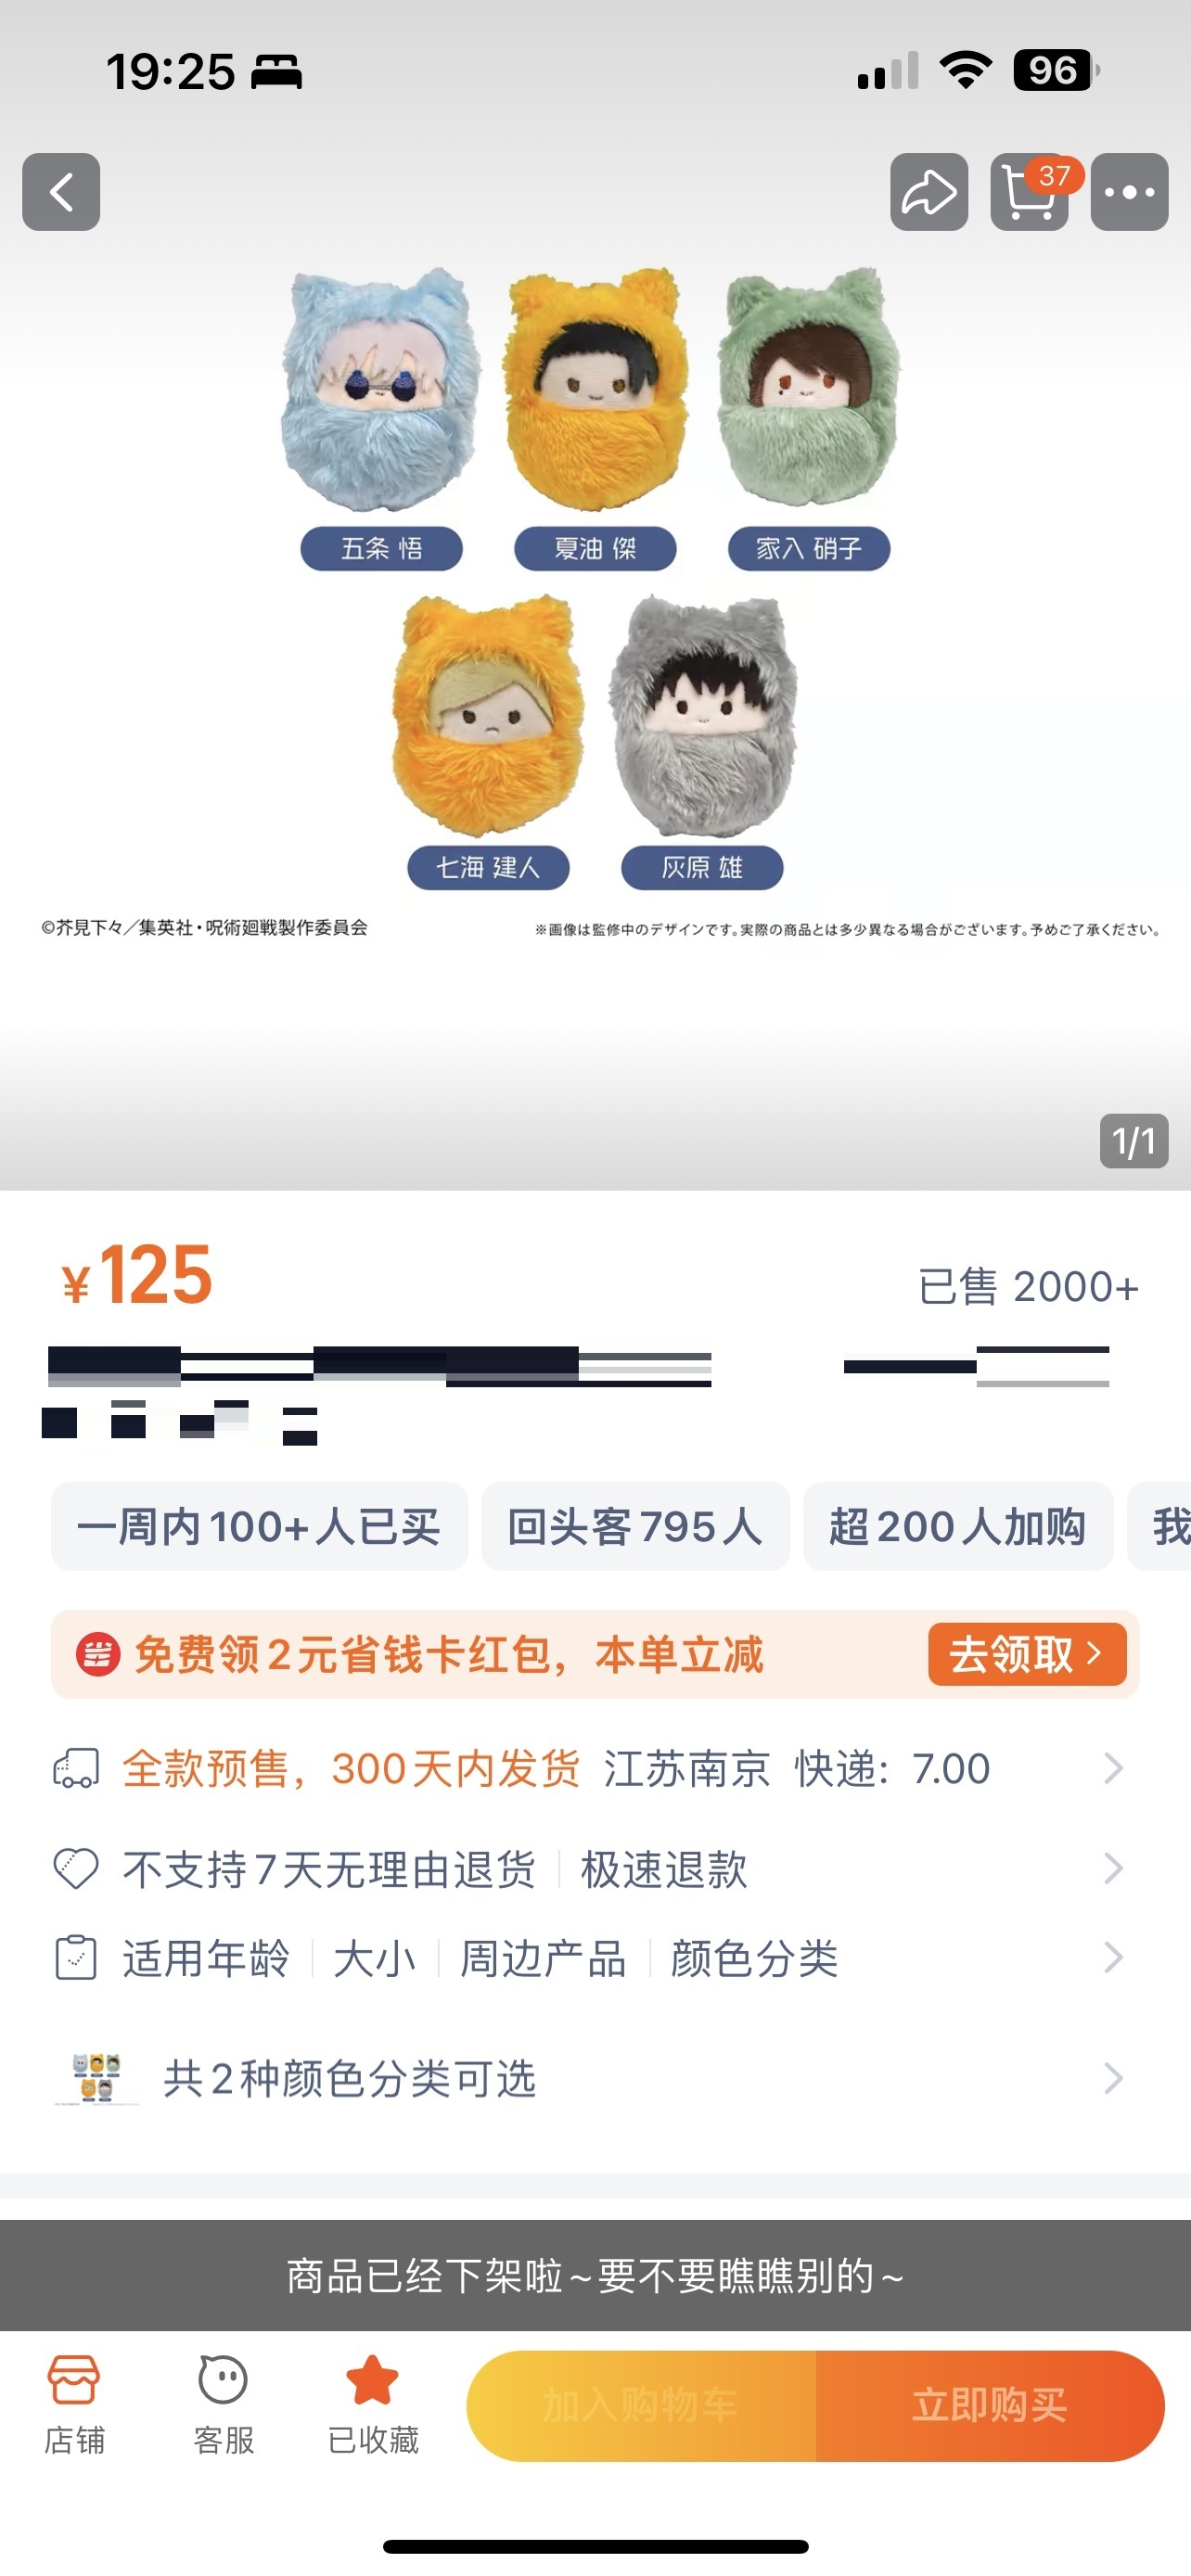 19:25
96
37
五条 悟
夏油 傑
家入 硝子
七海 建人
灰原 雄
©芥見下々／集英社・呪術廻戦製作委員会
※画像は監修中のデザインです。実際の商品とは多少異なる場合がございます。予めご了承ください。
1/1
¥125
已售 2000+
一周内100+人已买
回头客795人
超200人加购
我
省 免费领2元省钱卡红包，本单立减
去领取
全款预售，300天内发货 江苏南京 快递: 7.00
不支持7天无理由退货 极速退款
适用年龄 大小 周边产品 颜色分类
共2种颜色分类可选
商品已经下架啦~要不要瞧瞧别的~
店铺
客服
已收藏
加入购物车
立即购买